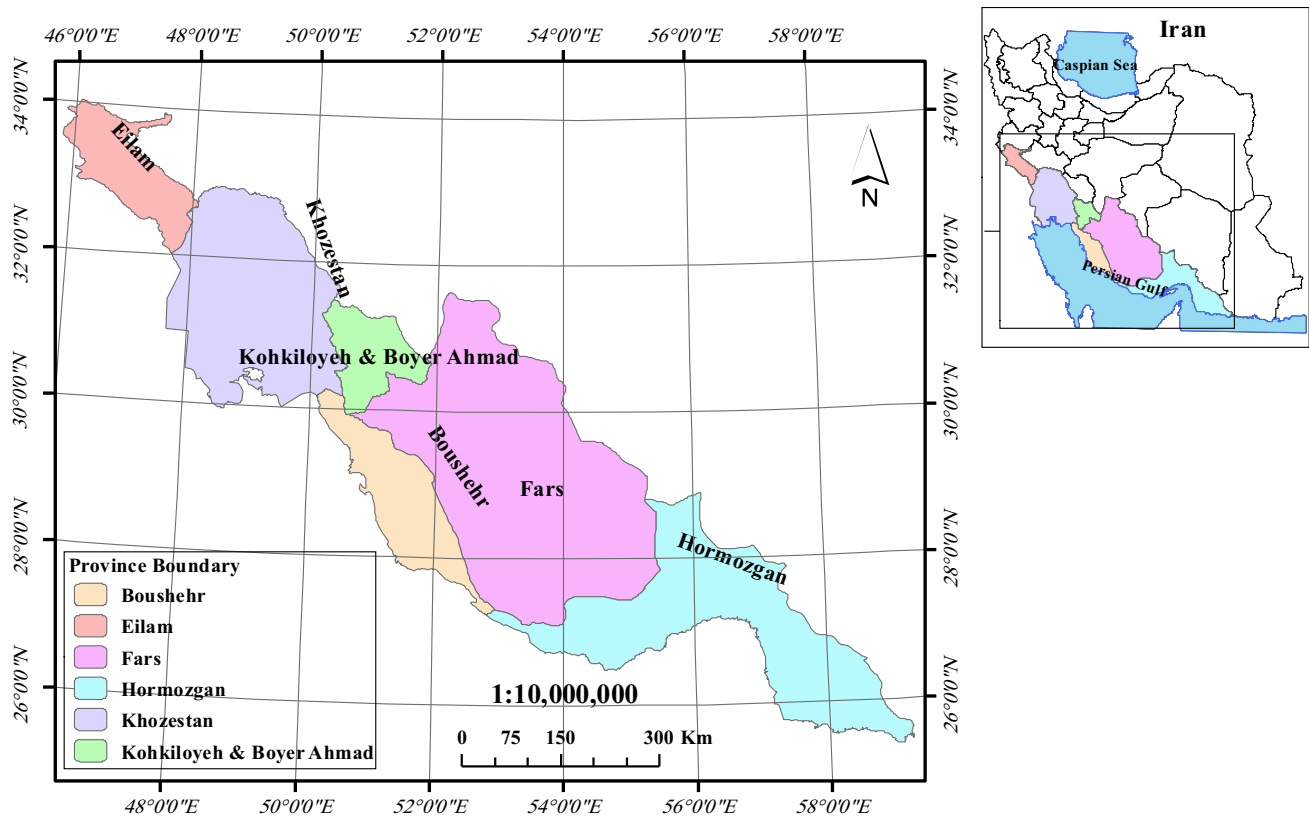 46°0'0"E 48°0'0"E 50°0'0"E 52°0'0"E 54°0'0"E 56°0'0"E 58°0'0"E
34°0'0"N
32°0'0"N
30°0'0"N
28°0'0"N
26°0'0"N
34°0'0"N
32°0'0"N
30°0'0"N
28°0'0"N
26°0'0"N
Eilam
Khozestan
Kohkiloyeh & Boyer Ahmad
Boushehr
Fars
Hormozgan
N
Province Boundary
Boushehr
Eilam
Fars
Hormozgan
Khozestan
Kohkiloyeh & Boyer Ahmad
1:10,000,000
0 75 150 300 Km
48°0'0"E 50°0'0"E 52°0'0"E 54°0'0"E 56°0'0"E 58°0'0"E
Iran
Caspian Sea
Persian Gulf